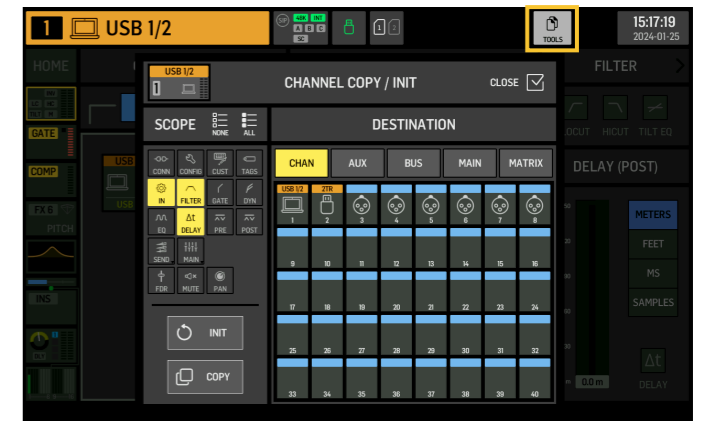 1 USB 1/2
SIP 48K INT
A B C
SC
1 2
TOOLS
15:17:19
2024-01-25
HOME
FILTER
USB 1/2
1
CHANNEL COPY / INIT
CLOSE
GATE
COMP
FX 6
PITCH
INS
SCOPE
NONE
ALL
DESTINATION
CONN CONFIG CUST TAGS
IN FILTER GATE DYN
EQ Δt DELAY PRE POST
SEND MAIN
FDR MUTE PAN
INIT
COPY
CHAN AUX BUS MAIN MATRIX
USB 1/2 2TR
1 2 3 4 5 6 7 8
9 10 11 12 13 14 15 16
17 18 19 20 21 22 23 24
25 26 27 28 29 30 31 32
33 34 35 36 37 38 39 40
LOCUT HICUT TILT EQ
DELAY (POST)
METERS
FEET
MS
SAMPLES
0.0 m
Δt
DELAY